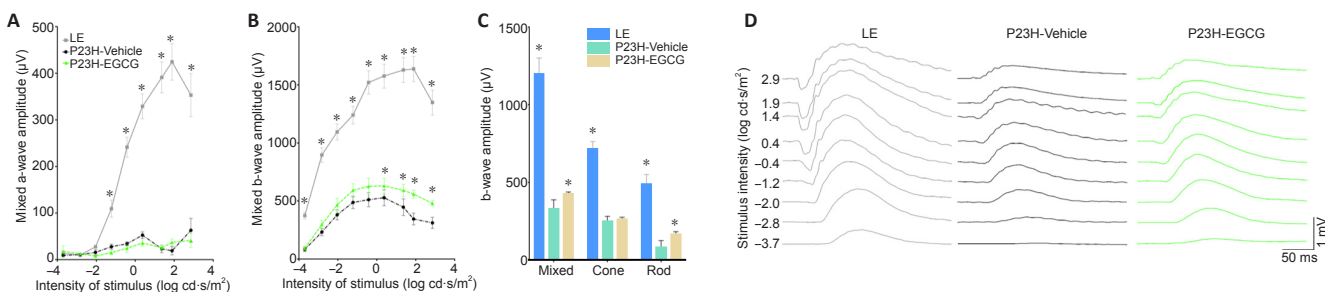 A
Mixed a-wave amplitude (µV)
500
400
300
200
100
0
LE
P23H-Vehicle
P23H-EGCG
* * * * * *
−4 −2 0 2 4
Intensity of stimulus (log cd·s/m²)
B
Mixed b-wave amplitude (µV)
2000
1500
1000
500
0
* * * * * * * * *
* * * *
−4 −2 0 2 4
Intensity of stimulus (log cd·s/m²)
C
b-wave amplitude (µV)
1500
1000
500
0
LE
P23H-Vehicle
P23H-EGCG
* * * * *
Mixed Cone Rod
D
LE P23H-Vehicle P23H-EGCG
Stimulus intensity (log cd·s/m²)
2.9
1.9
1.4
0.4
−0.4
−1.2
−2.0
−2.8
−3.7
1 mV
50 ms